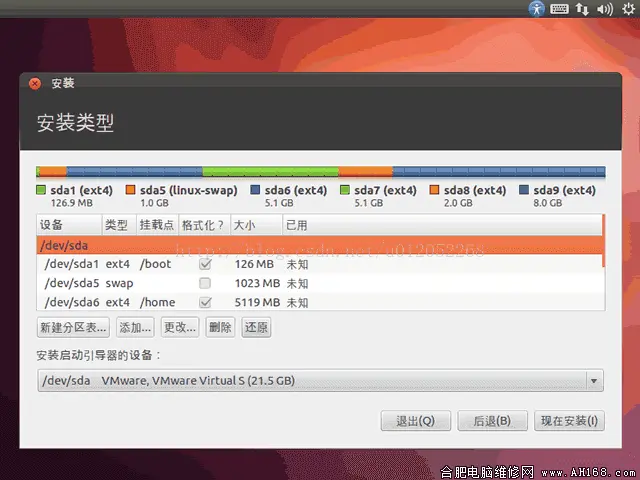 安装
安装类型
sda1 (ext4) sda5 (linux-swap) sda6 (ext4) sda7 (ext4) sda8 (ext4) sda9 (ext4)
126.9 MB 1.0 GB 5.1 GB 5.1 GB 2.0 GB 8.0 GB
设备 类型 挂载点 格式化？ 大小 已用
/dev/sda
http://blog.csdn.net/u012052268
/dev/sda1 ext4 /boot 126 MB 未知
/dev/sda5 swap 1023 MB 未知
/dev/sda6 ext4 /home 5119 MB 未知
新建分区表... 添加... 更改... 删除 还原
安装启动引导器的设备：
/dev/sda VMware, VMware Virtual S (21.5 GB)
退出(Q) 后退(B) 现在安装(I)
合肥电脑维修网 www.AH168.com